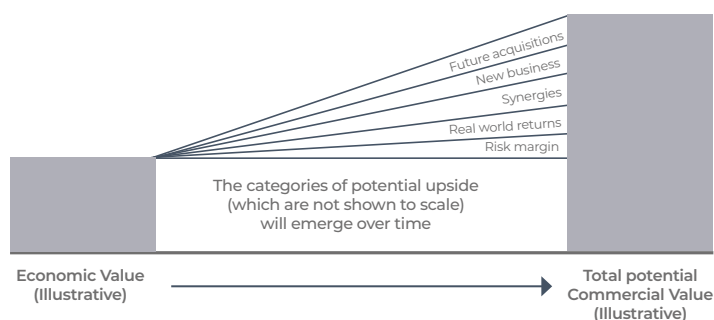 Future acquisitions
New business
Synergies
Real world returns
Risk margin
The categories of potential upside
(which are not shown to scale)
will emerge over time
Economic Value
(Illustrative)
Total potential
Commercial Value
(Illustrative)